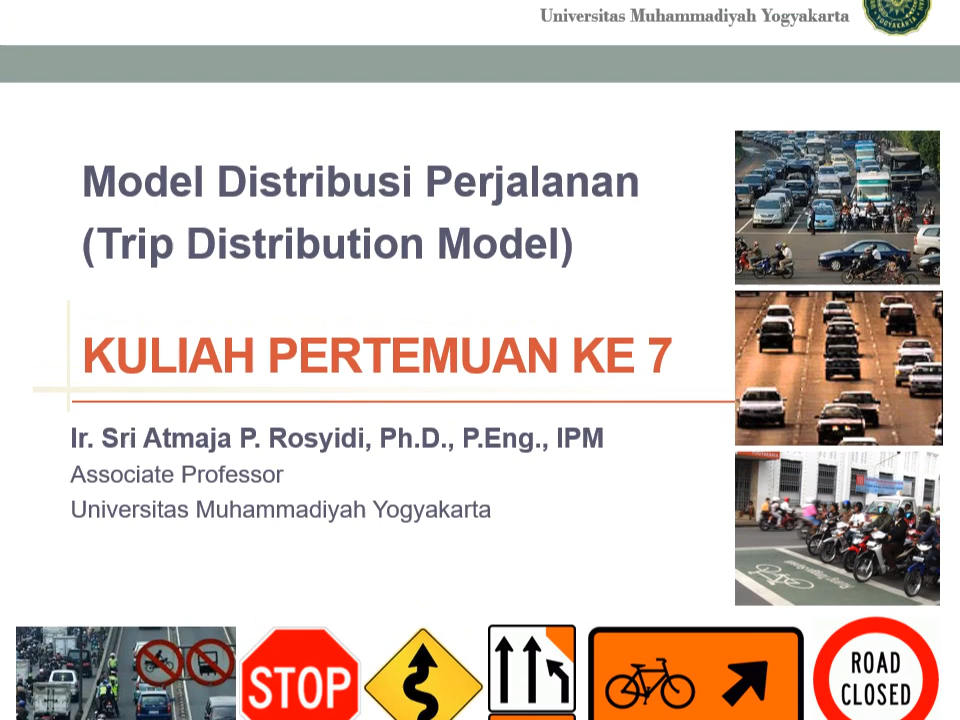 Universitas Muhammadiyah Yogyakarta
Model Distribusi Perjalanan
(Trip Distribution Model)
KULIAH PERTEMUAN KE 7
Ir. Sri Atmaja P. Rosyidi, Ph.D., P.Eng., IPM
Associate Professor
Universitas Muhammadiyah Yogyakarta
STOP
ROAD
CLOSED